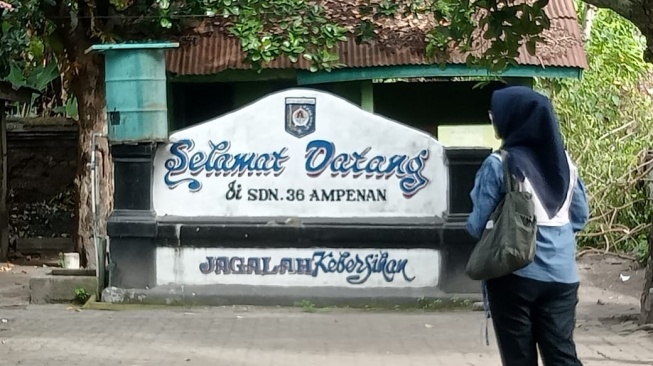 Selamat Datang
di SDN. 36 AMPENAN
JAGALAH Kebersihan